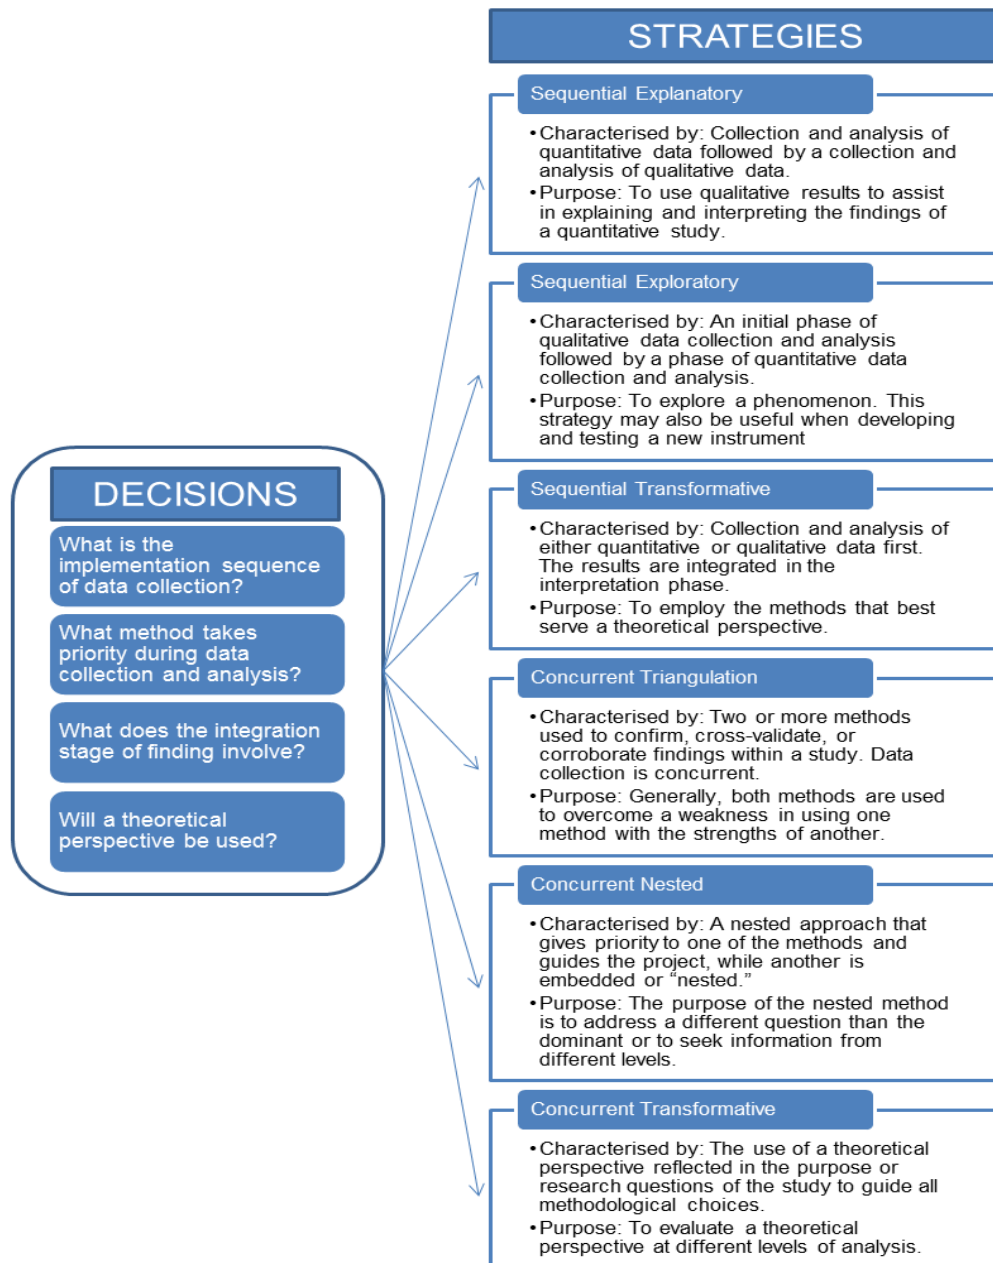 STRATEGIES
Sequential Explanatory
•Characterised by: Collection and analysis of
quantitative data followed by a collection and
analysis of qualitative data.
•Purpose: To use qualitative results to assist
in explaining and interpreting the findings of
a quantitative study.
Sequential Exploratory
•Characterised by: An initial phase of
qualitative data collection and analysis
followed by a phase of quantitative data
collection and analysis.
•Purpose: To explore a phenomenon. This
strategy may also be useful when developing
and testing a new instrument
DECISIONS
What is the
implementation sequence
of data collection?
What method takes
priority during data
collection and analysis?
What does the integration
stage of finding involve?
Will a theoretical
perspective be used?
Sequential Transformative
•Characterised by: Collection and analysis of
either quantitative or qualitative data first.
The results are integrated in the
interpretation phase.
•Purpose: To employ the methods that best
serve a theoretical perspective.
Concurrent Triangulation
•Characterised by: Two or more methods
used to confirm, cross-validate, or
corroborate findings within a study. Data
collection is concurrent.
•Purpose: Generally, both methods are used
to overcome a weakness in using one
method with the strengths of another.
Concurrent Nested
•Characterised by: A nested approach that
gives priority to one of the methods and
guides the project, while another is
embedded or “nested.”
•Purpose: The purpose of the nested method
is to address a different question than the
dominant or to seek information from
different levels.
Concurrent Transformative
•Characterised by: The use of a theoretical
perspective reflected in the purpose or
research questions of the study to guide all
methodological choices.
•Purpose: To evaluate a theoretical
perspective at different levels of analysis.